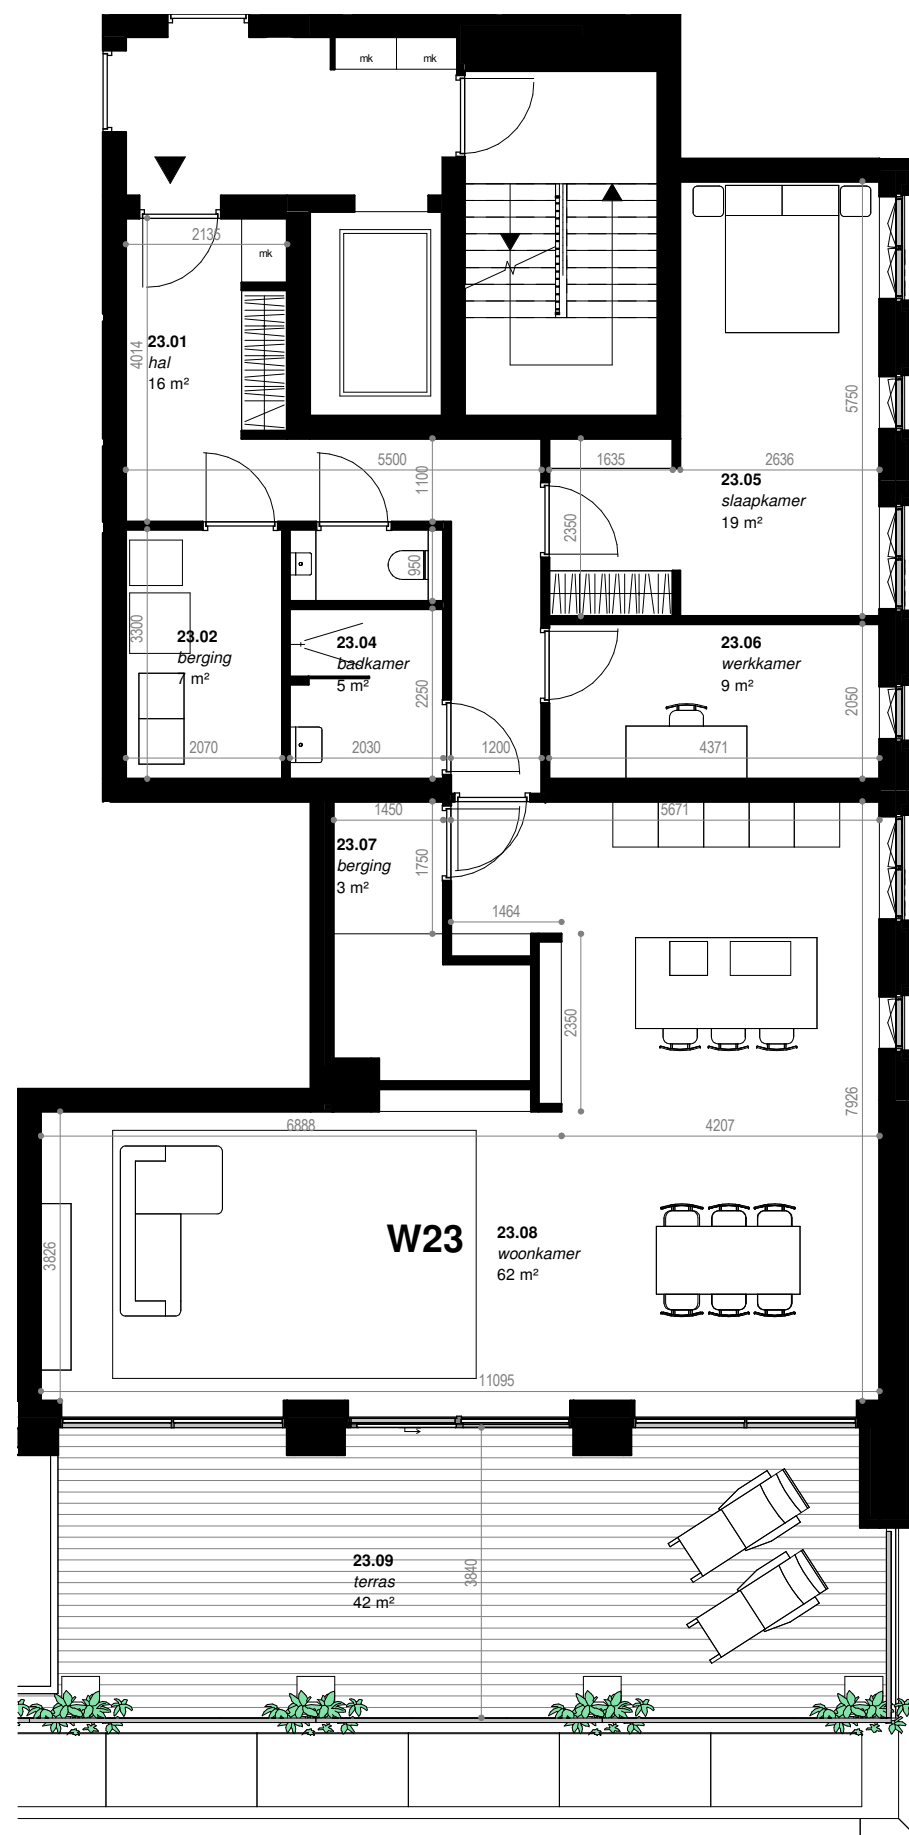 mk
mk
2135
mk
23.01
hal
16 m²
4014
5750
5500
1100
1635
2636
23.05
slaapkamer
19 m²
2350
950
3300
23.02
berging
7 m²
23.04
badkamer
5 m²
2250
23.06
werkkamer
9 m²
2050
2070
2030
1200
4371
1450
5671
23.07
berging
3 m²
1750
1464
2350
7926
6888
4207
W23
23.08
woonkamer
62 m²
3826
11095
23.09
terras
42 m²
3840